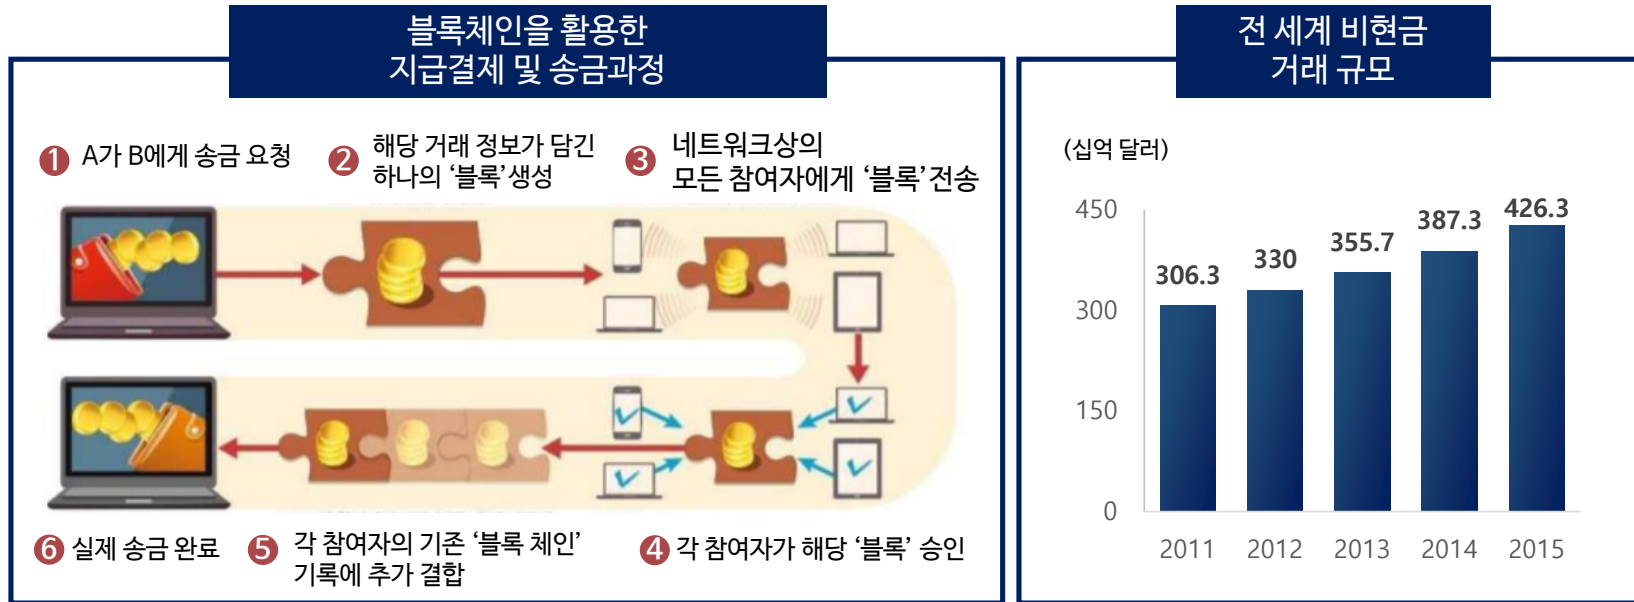 블록체인을 활용한
지급결제 및 송금과정
1 A가 B에게 송금 요청
2 해당 거래 정보가 담긴
하나의 ‘블록’생성
3 네트워크상의
모든 참여자에게 ‘블록’전송
6 실제 송금 완료
5 각 참여자의 기존 ‘블록 체인’
기록에 추가 결합
4 각 참여자가 해당 ‘블록’ 승인
전 세계 비현금
거래 규모
(십억 달러)
450
300
150
0
306.3
330
355.7
387.3
426.3
2011 2012 2013 2014 2015